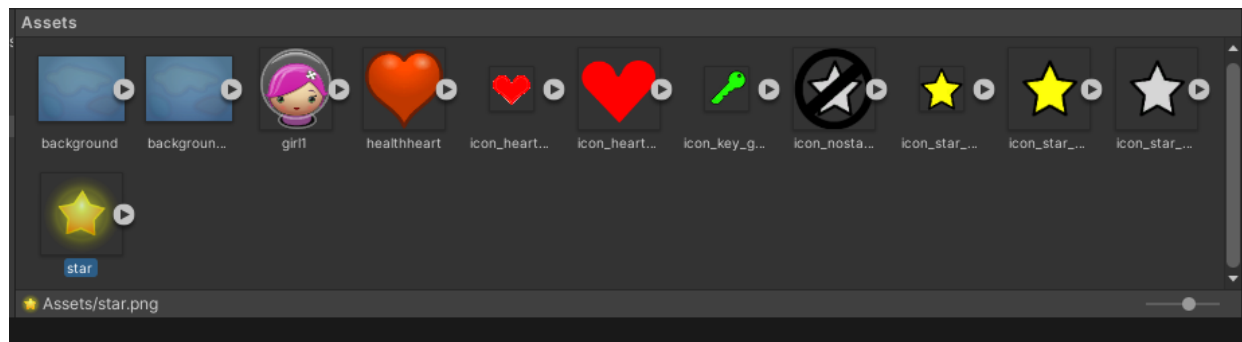 Assets
background
backgroun...
girl1
healthheart
icon_heart...
icon_heart...
icon_key_g...
icon_nosta...
icon_star_...
icon_star_...
icon_star_...
star
Assets/star.png